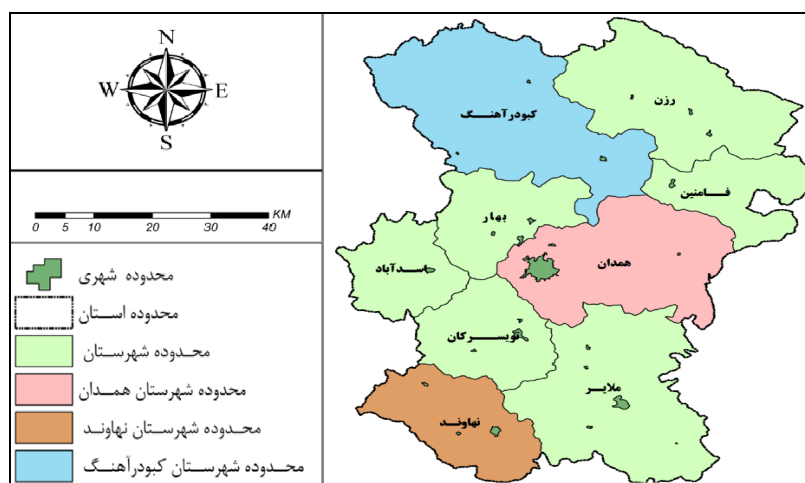 N
W
E
S
KM
0 5 10 20 30 40
محدوده شهری
محدوده استان
محدوده شهرستان
محدوده شهرستان همدان
محدوده شهرستان نهاوند
محدوده شهرستان کبودرآهنگ
رزن
کبودرآهنگ
فامنین
بهار
همدان
اسدآباد
تویسرکان
ملایر
نهاوند